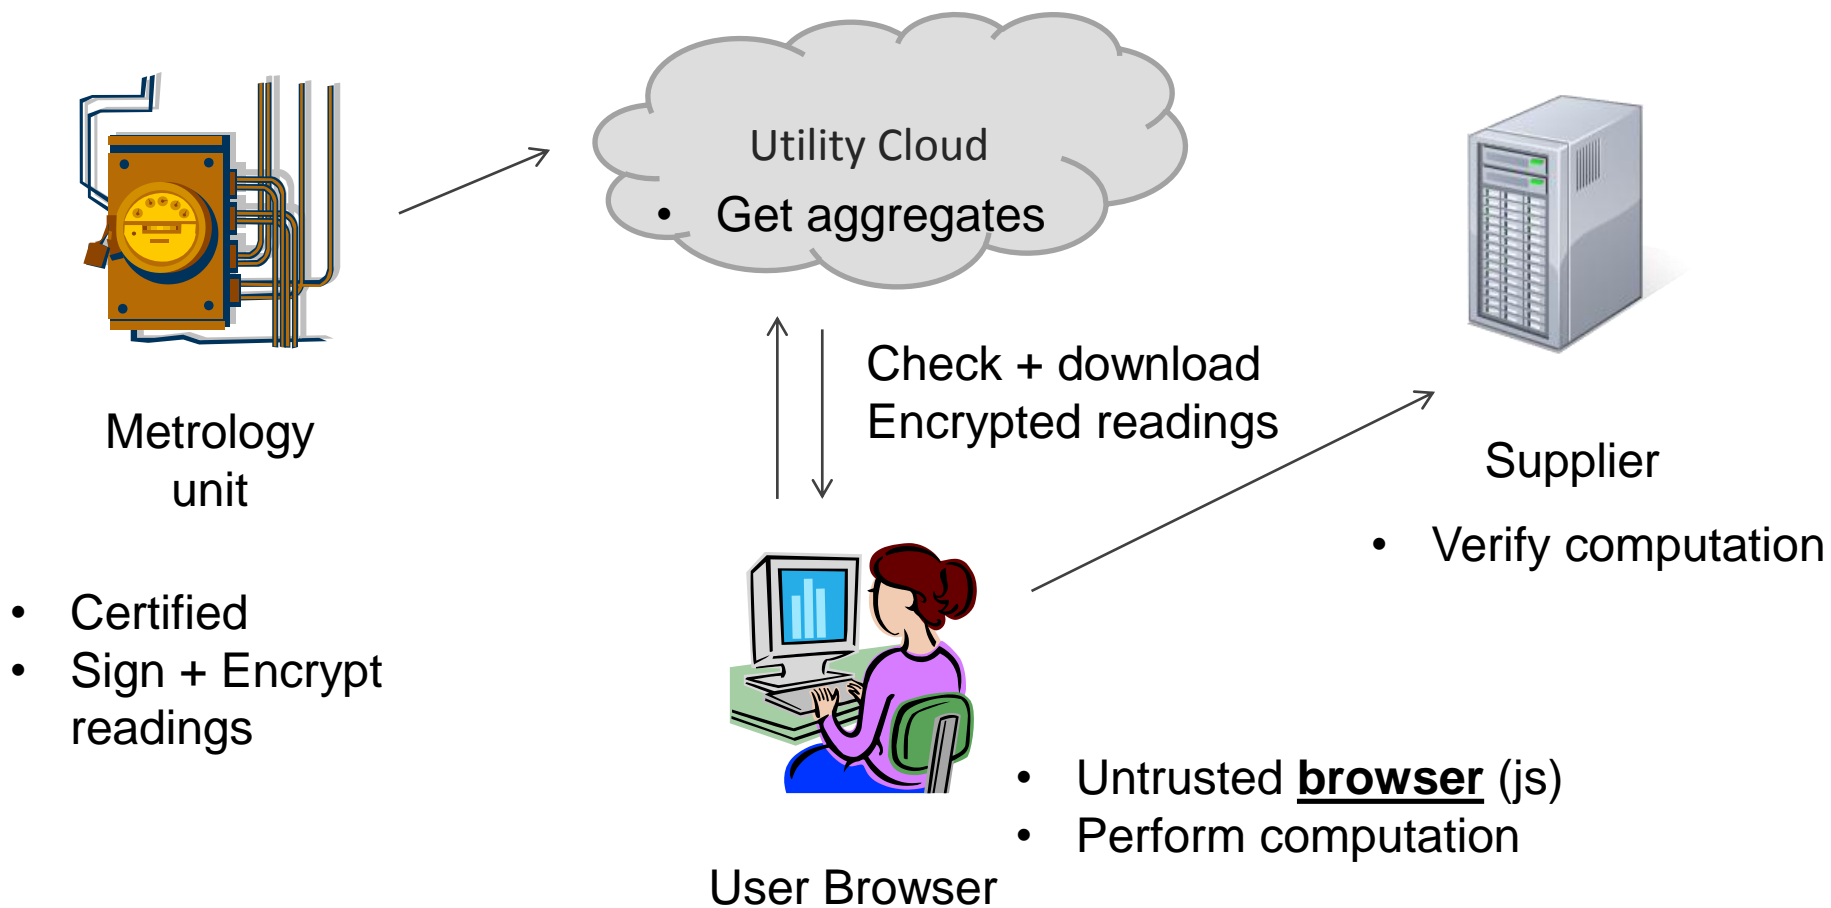 Utility Cloud
• Get aggregates
Check + download
Encrypted readings
Metrology
unit
• Certified
• Sign + Encrypt
readings
Supplier
• Verify computation
• Untrusted browser (js)
• Perform computation
User Browser